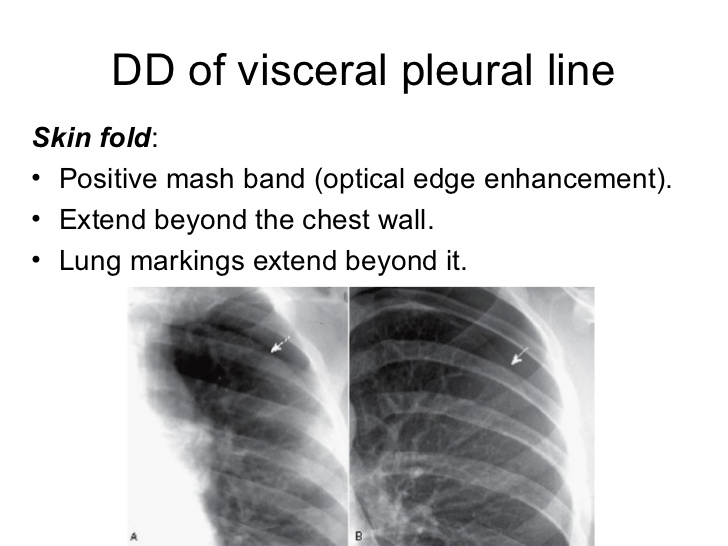 DD of visceral pleural line
Skin fold:
• Positive mash band (optical edge enhancement).
• Extend beyond the chest wall.
• Lung markings extend beyond it.
A
B